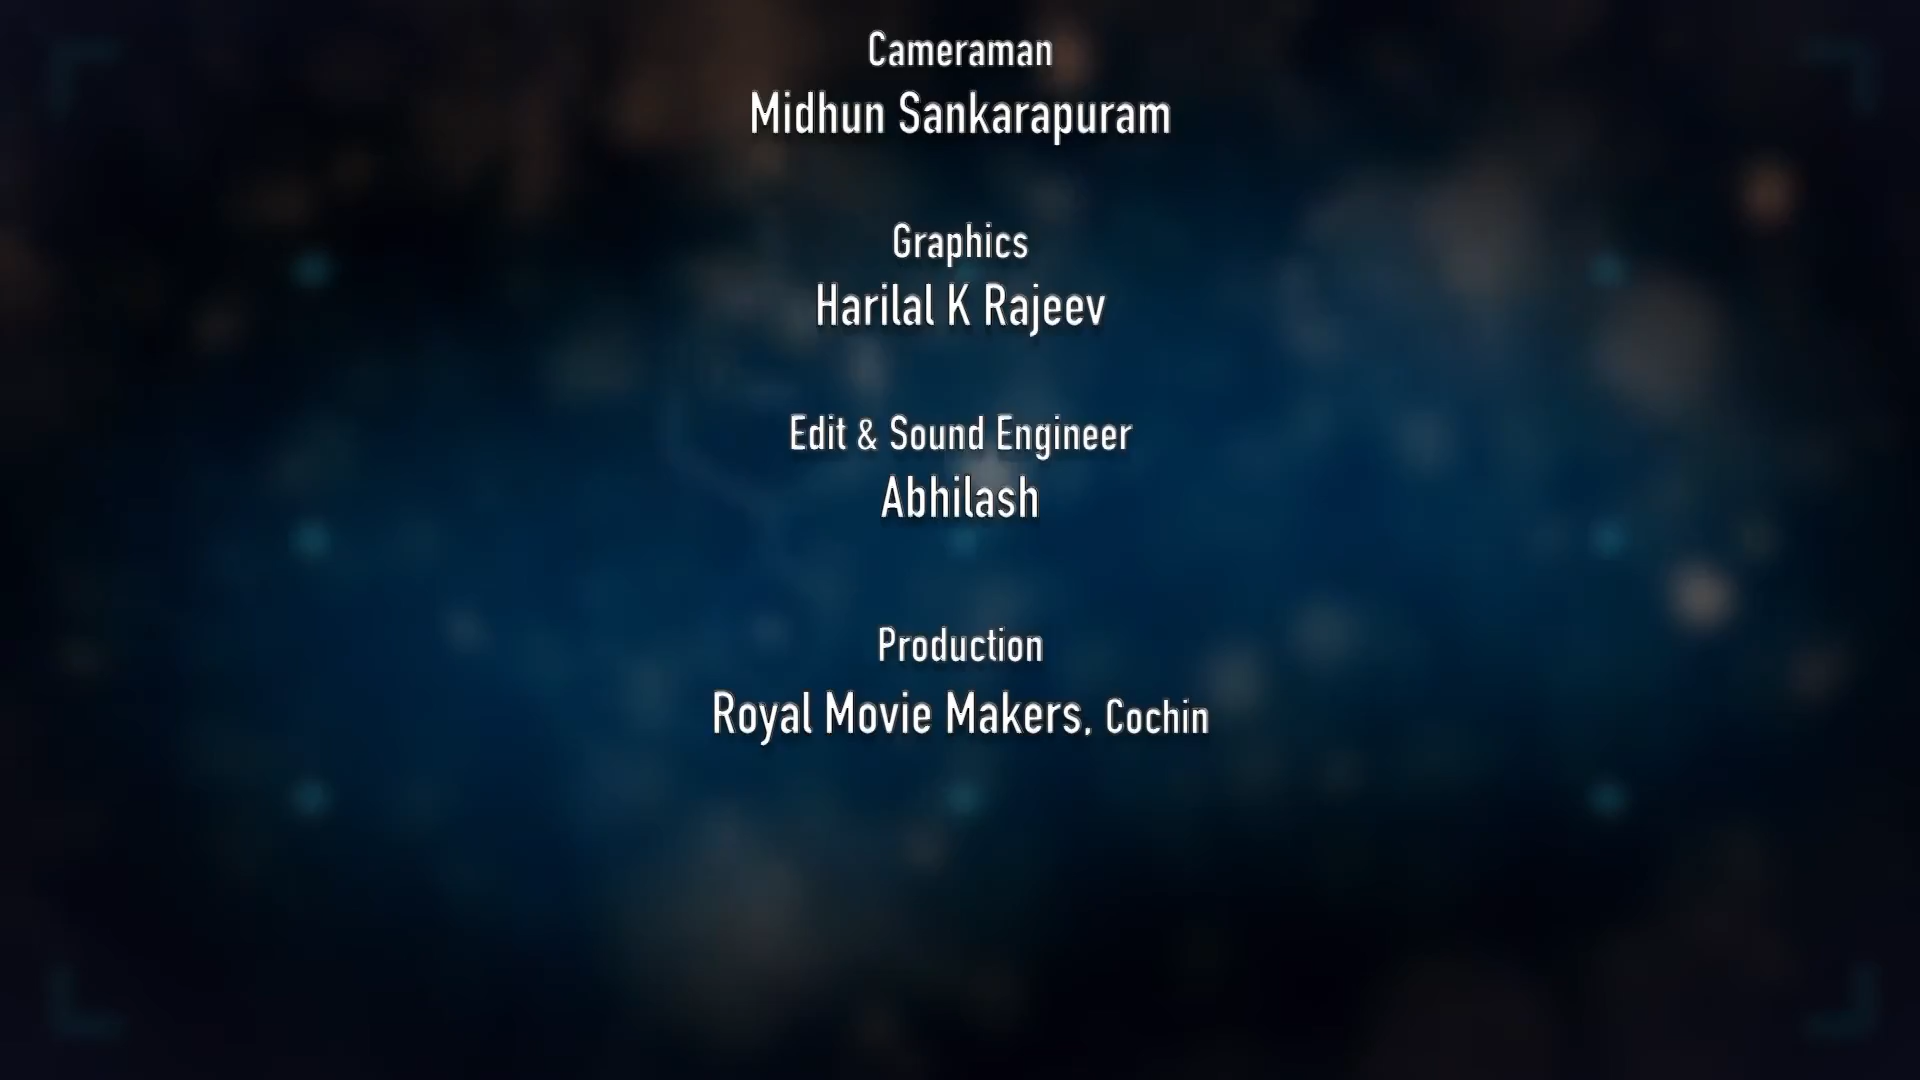 Cameraman
Midhun Sankarapuram
Graphics
Harilal K Rajeev
Edit & Sound Engineer
Abhilash
Production
Royal Movie Makers, Cochin